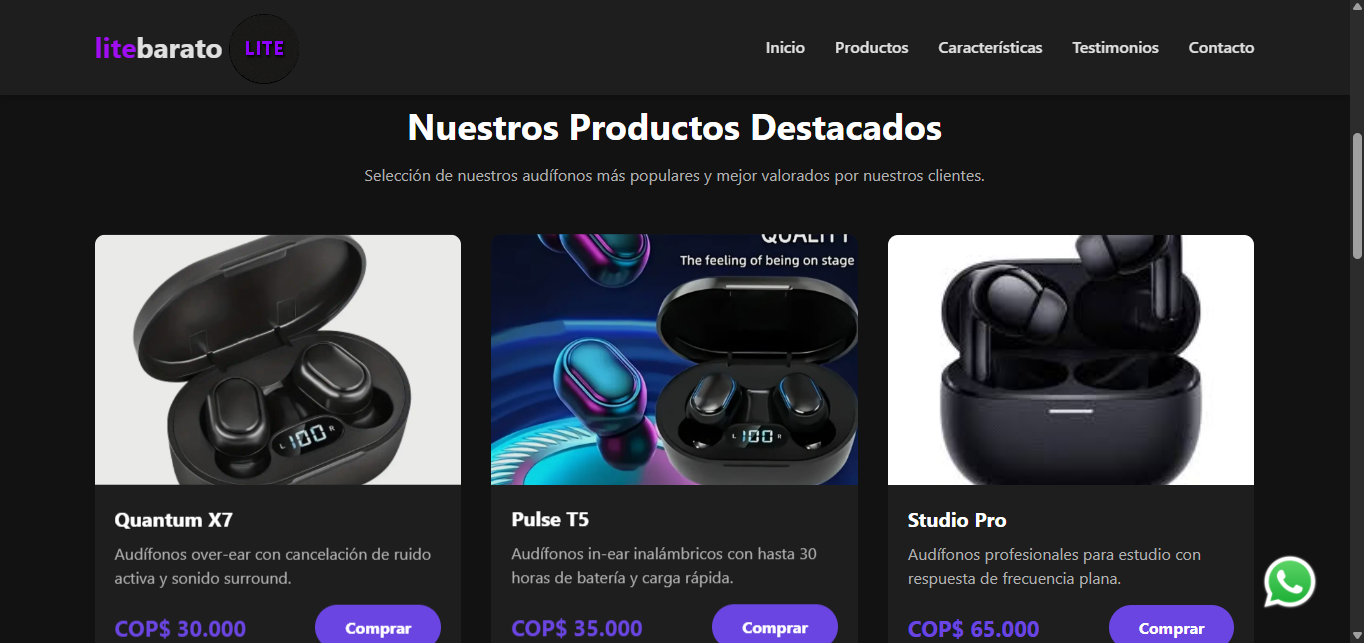 litebarato LITE
Inicio Productos Características Testimonios Contacto
Nuestros Productos Destacados
Selección de nuestros audífonos más populares y mejor valorados por nuestros clientes.
L 100 R
QUALITY
The feeling of being on stage
L 100 R
Quantum X7
Audífonos over-ear con cancelación de ruido
activa y sonido surround.
COP$ 30.000 Comprar
Pulse T5
Audífonos in-ear inalámbricos con hasta 30
horas de batería y carga rápida.
COP$ 35.000 Comprar
Studio Pro
Audífonos profesionales para estudio con
respuesta de frecuencia plana.
COP$ 65.000 Comprar